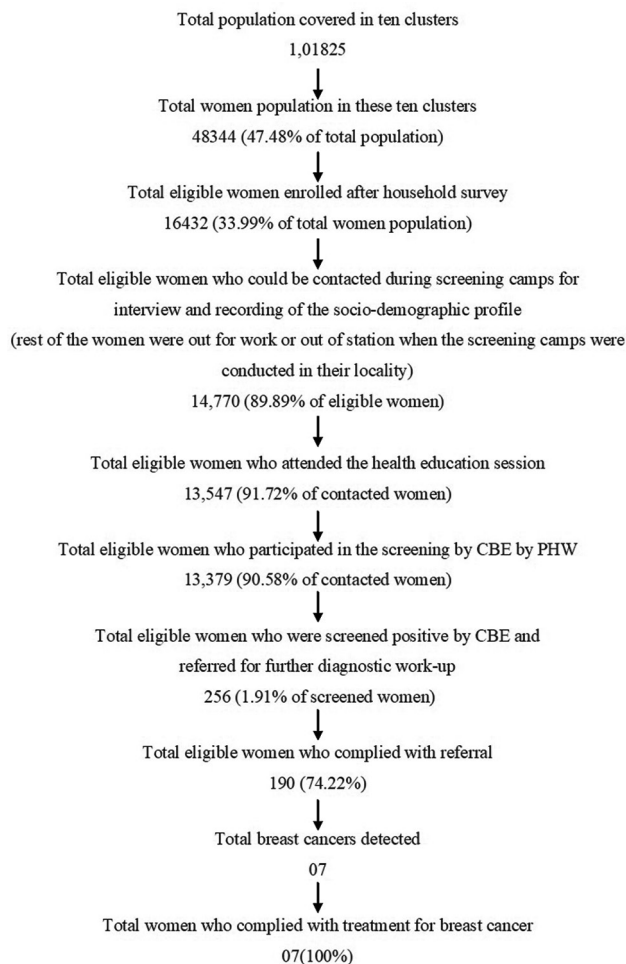 Total population covered in ten clusters
1,01825
Total women population in these ten clusters
48344 (47.48% of total population)
Total eligible women enrolled after household survey
16432 (33.99% of total women population)
Total eligible women who could be contacted during screening camps for
interview and recording of the socio-demographic profile
(rest of the women were out for work or out of station when the screening camps were
conducted in their locality)
14,770 (89.89% of eligible women)
Total eligible women who attended the health education session
13,547 (91.72% of contacted women)
Total eligible women who participated in the screening by CBE by PHW
13,379 (90.58% of contacted women)
Total eligible women who were screened positive by CBE and
referred for further diagnostic work-up
256 (1.91% of screened women)
Total eligible women who complied with referral
190 (74.22%)
Total breast cancers detected
07
Total women who complied with treatment for breast cancer
07(100%)